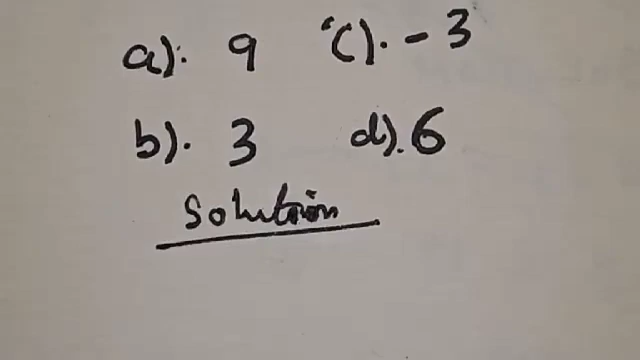 a). 9 (c). - 3
b). 3 d). 6
Solution